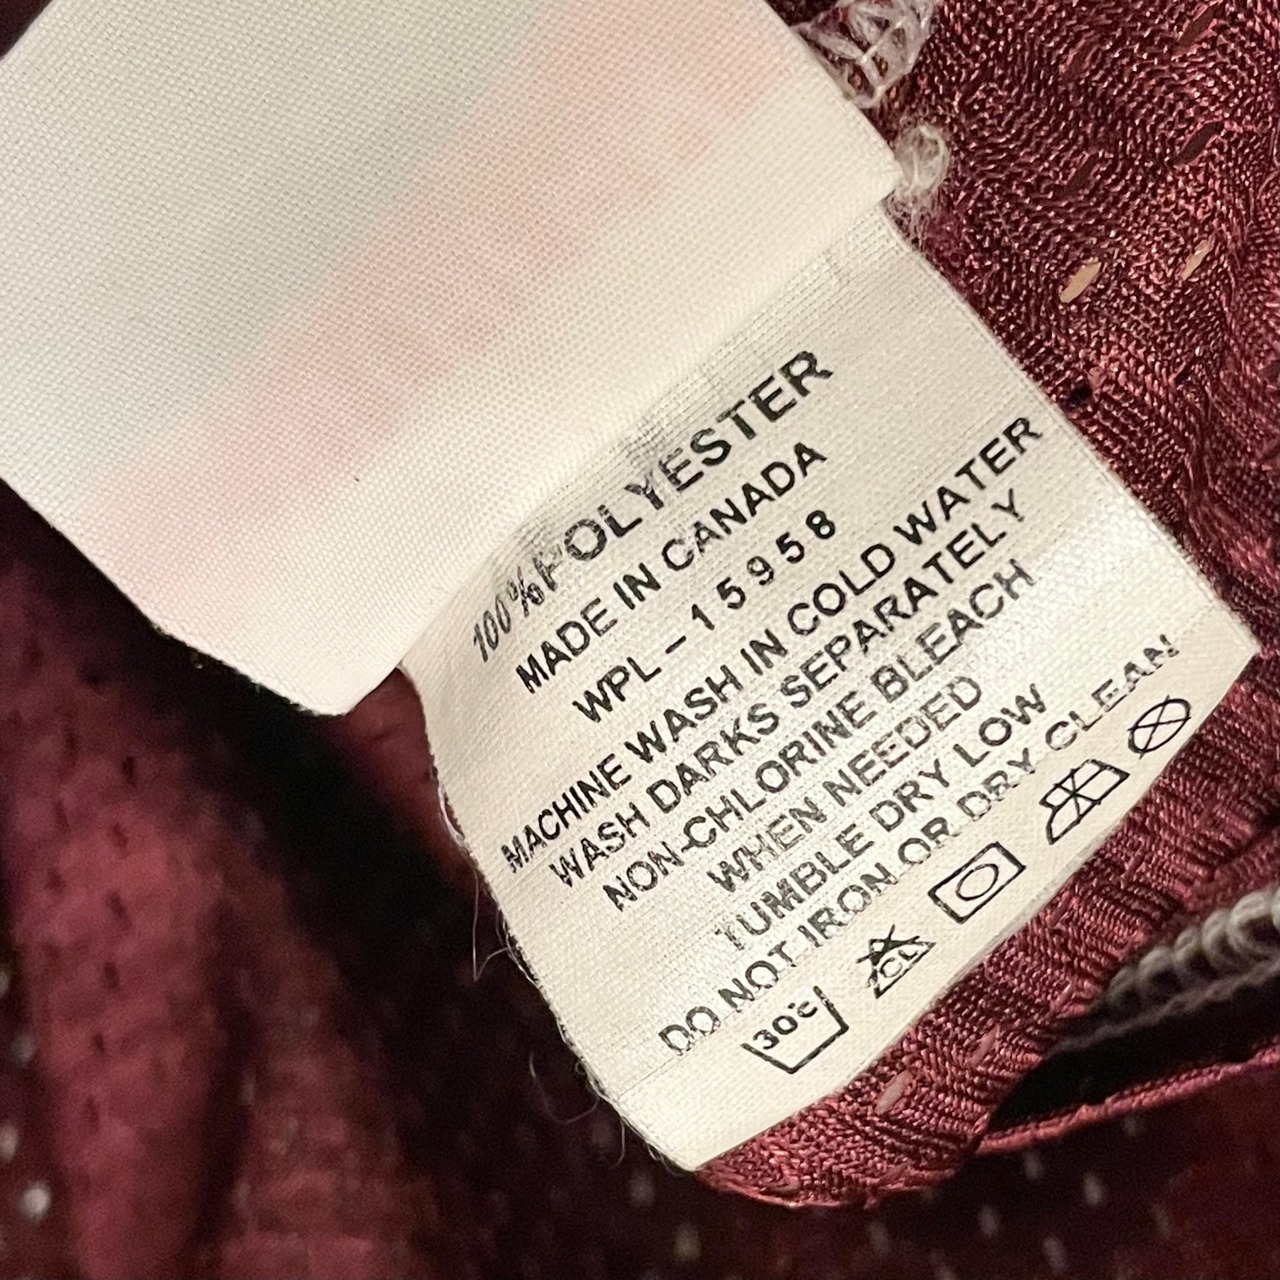 100% POLYESTER
MADE IN CANADA
WPL-15958
MACHINE WASH IN COLD WATER
WASH DARKS SEPARATELY
NON-CHLORINE BLEACH
WHEN NEEDED
TUMBLE DRY LOW
DO NOT IRON OR DRY CLEAN
30°C CL